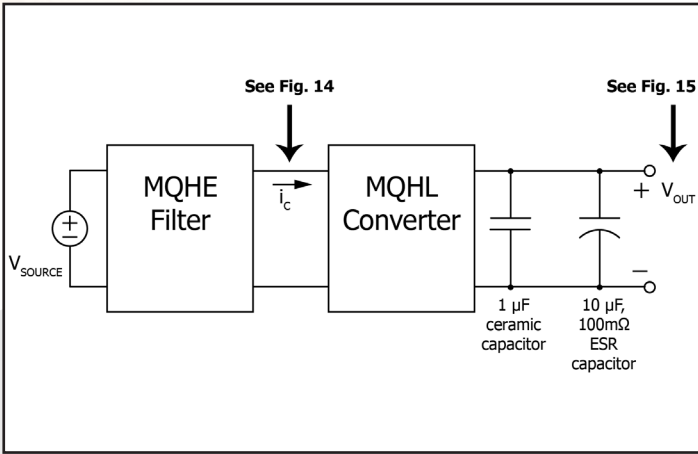 See Fig. 14
See Fig. 15
MQHE
Filter
i_C
MQHL
Converter
+ V_OUT
+
−
V_SOURCE
−
1 µF
ceramic
capacitor
10 µF,
100mΩ
ESR
capacitor